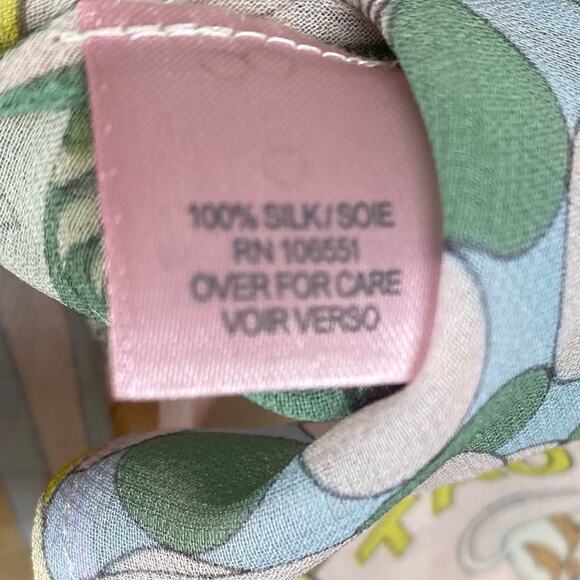 100% SILK/SOIE
RN 106551
OVER FOR CARE
VOIR VERSO